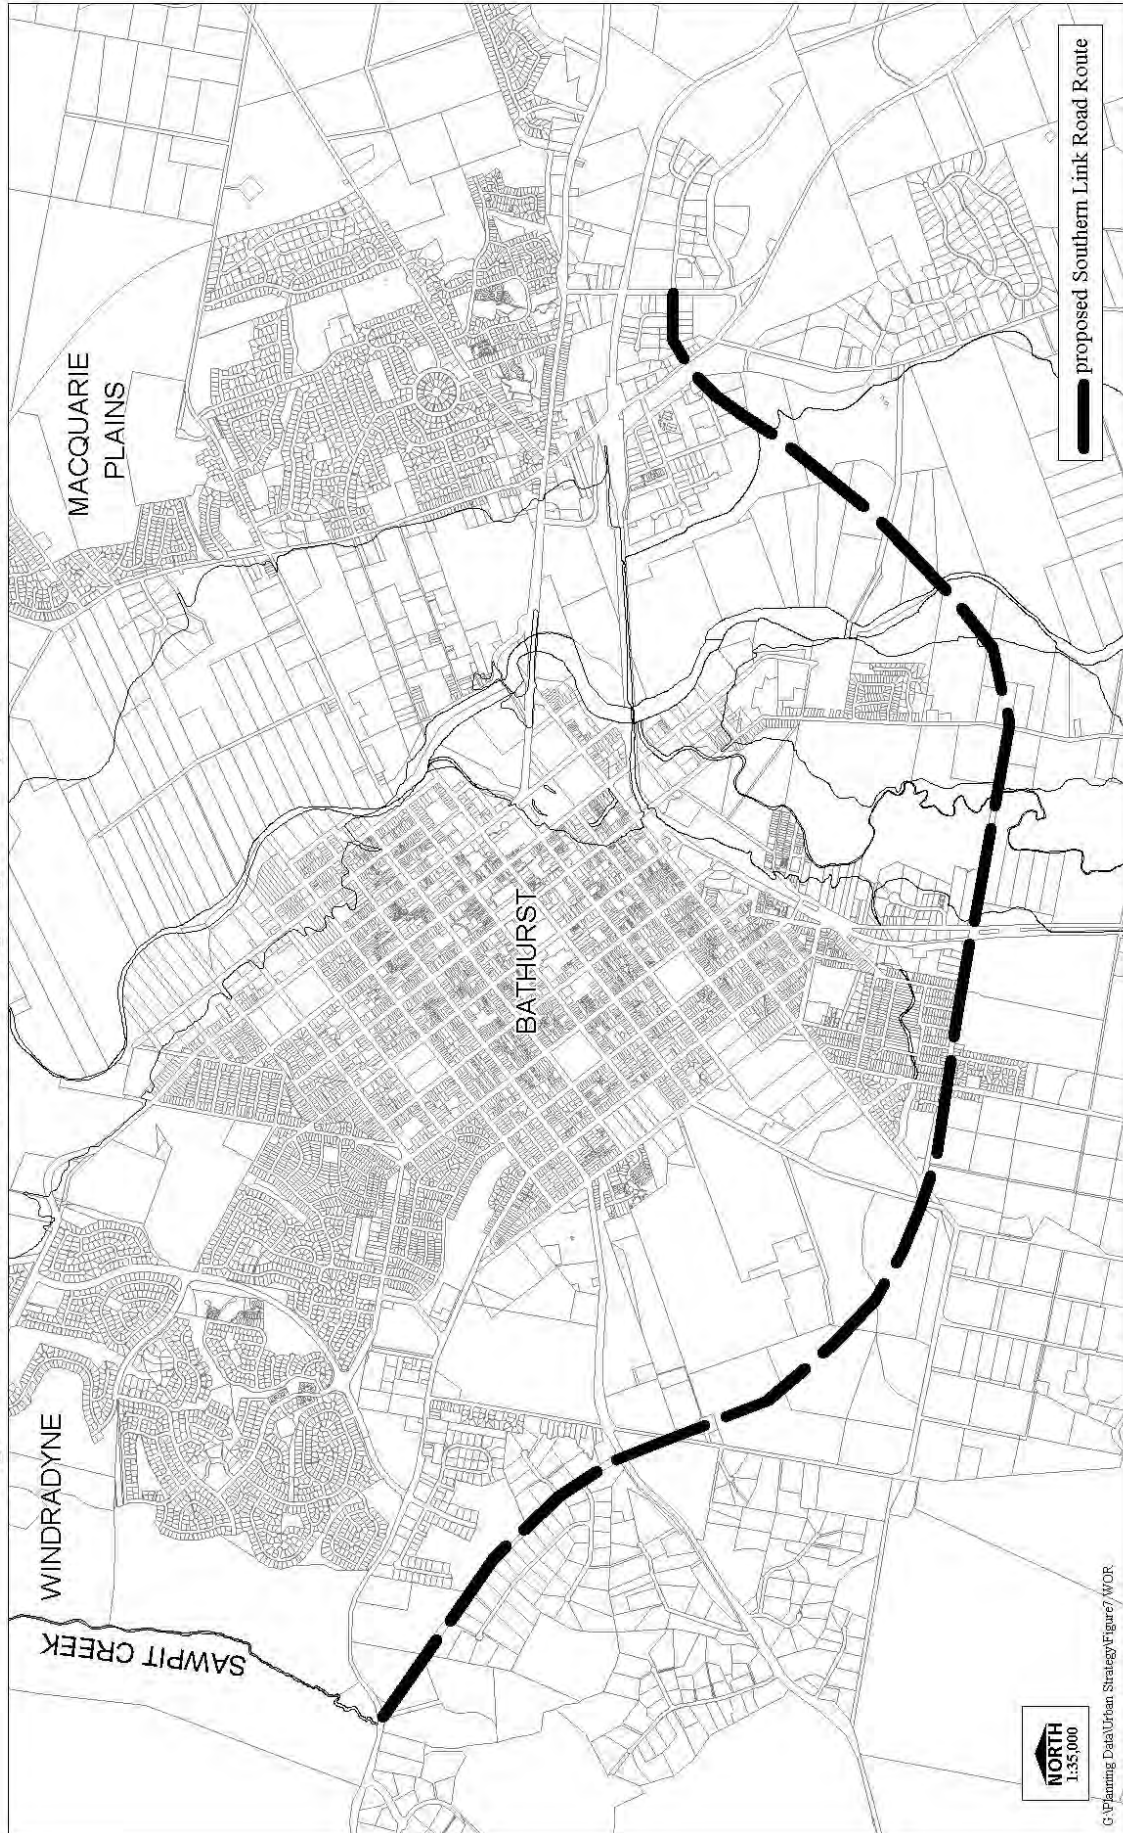 WINDRADYNE
SAWPIT CREEK
MACQUARIE
PLAINS
BATHURST
NORTH
1:35,000
proposed Southern Link Road Route
G:\Planning Data\Urban Strategy\Figure7.WOR